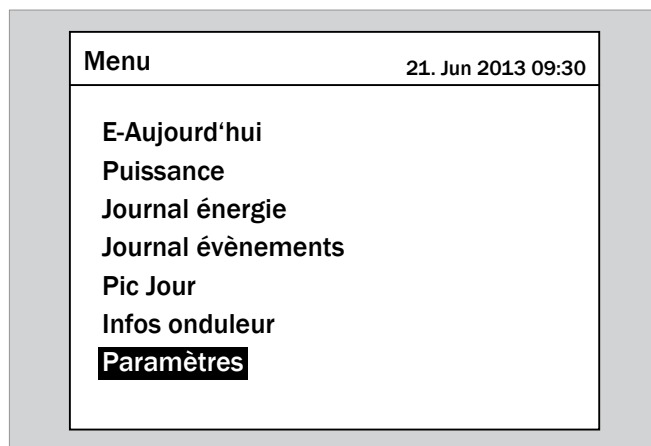 Menu
21. Jun 2013 09:30
E-Aujourd‘hui
Puissance
Journal énergie
Journal évènements
Pic Jour
Infos onduleur
Paramètres